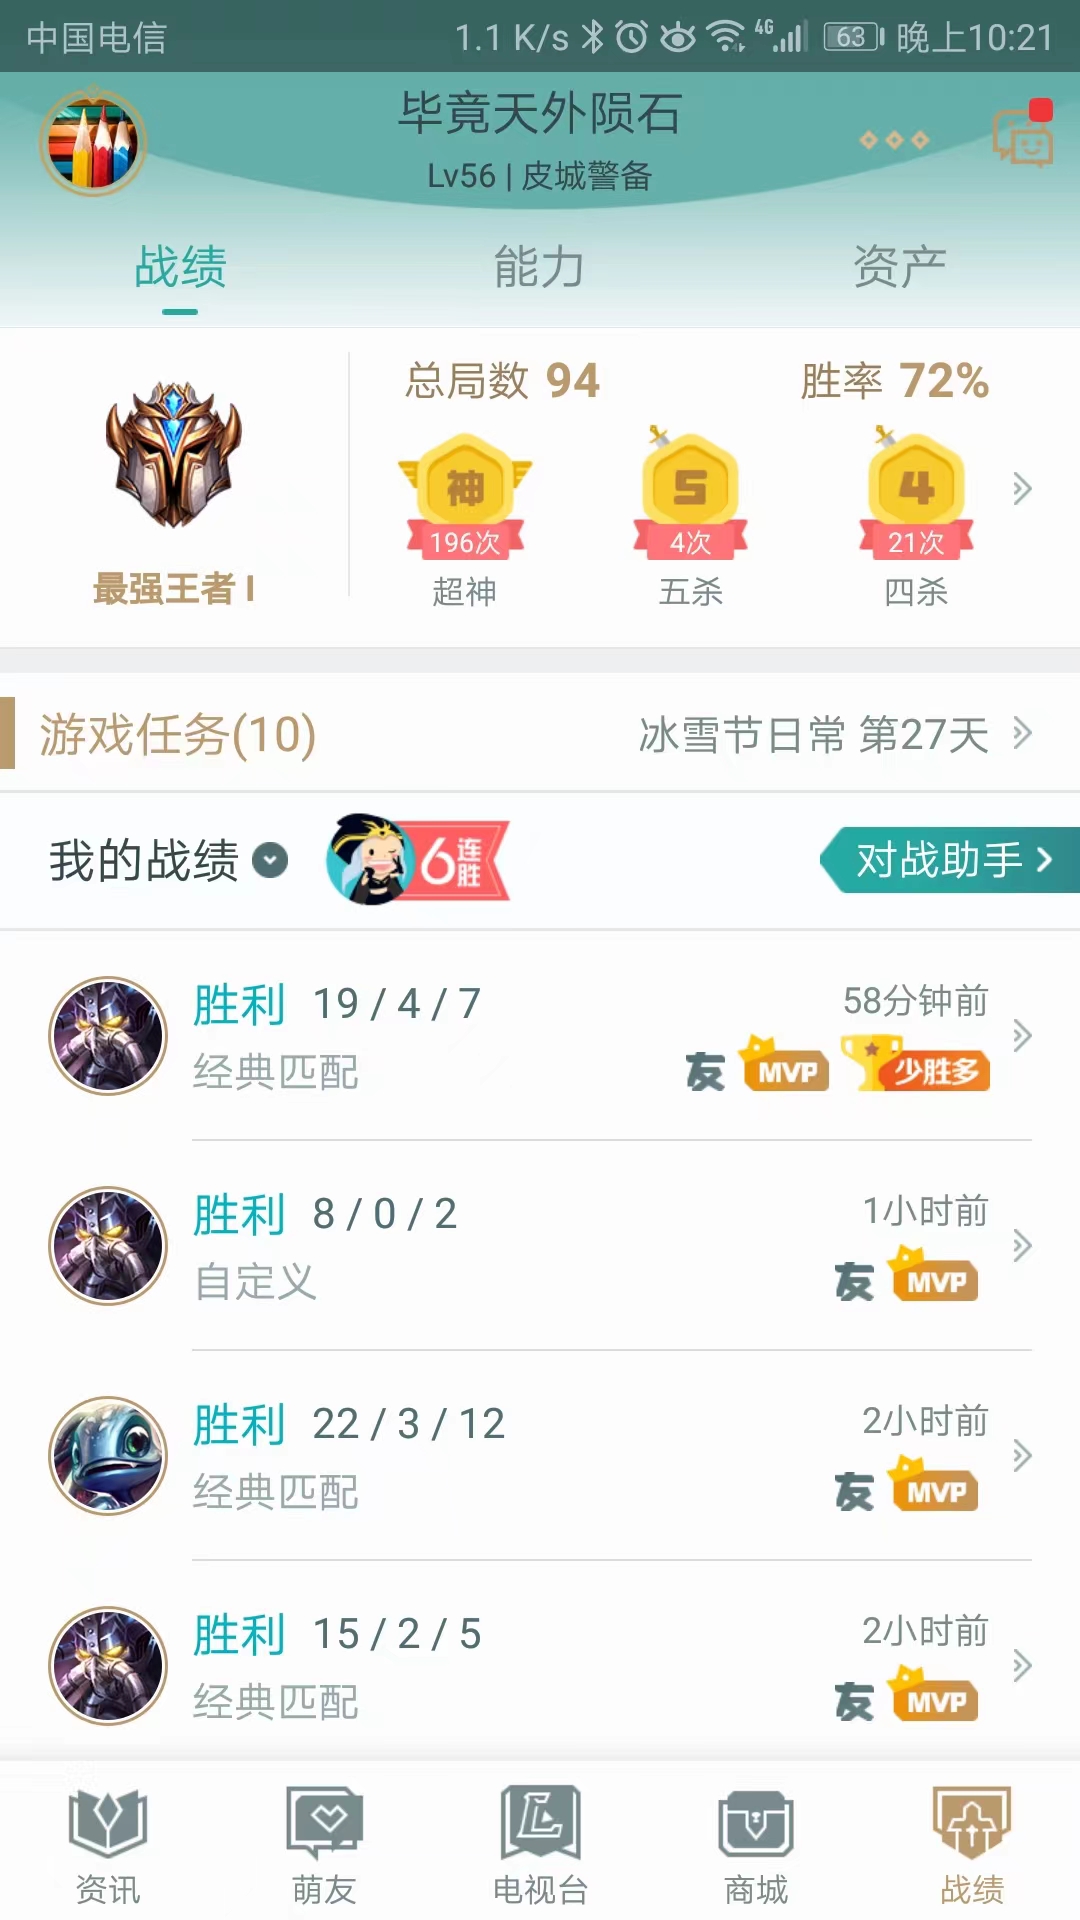 中国电信 1.1 K/s 4G 63 晚上10:21
毕竟天外陨石
Lv56 | 皮城警备
战绩 能力 资产
总局数 94 胜率 72%
神 5 4
196次 4次 21次
超神 五杀 四杀
最强王者 I
游戏任务(10) 冰雪节日常 第27天
我的战绩 6连胜 对战助手
胜利 19 / 4 / 7 58分钟前
经典匹配 友 MVP 少胜多
胜利 8 / 0 / 2 1小时前
自定义 友 MVP
胜利 22 / 3 / 12 2小时前
经典匹配 友 MVP
胜利 15 / 2 / 5 2小时前
经典匹配 友 MVP
资讯 萌友 电视台 商城 战绩